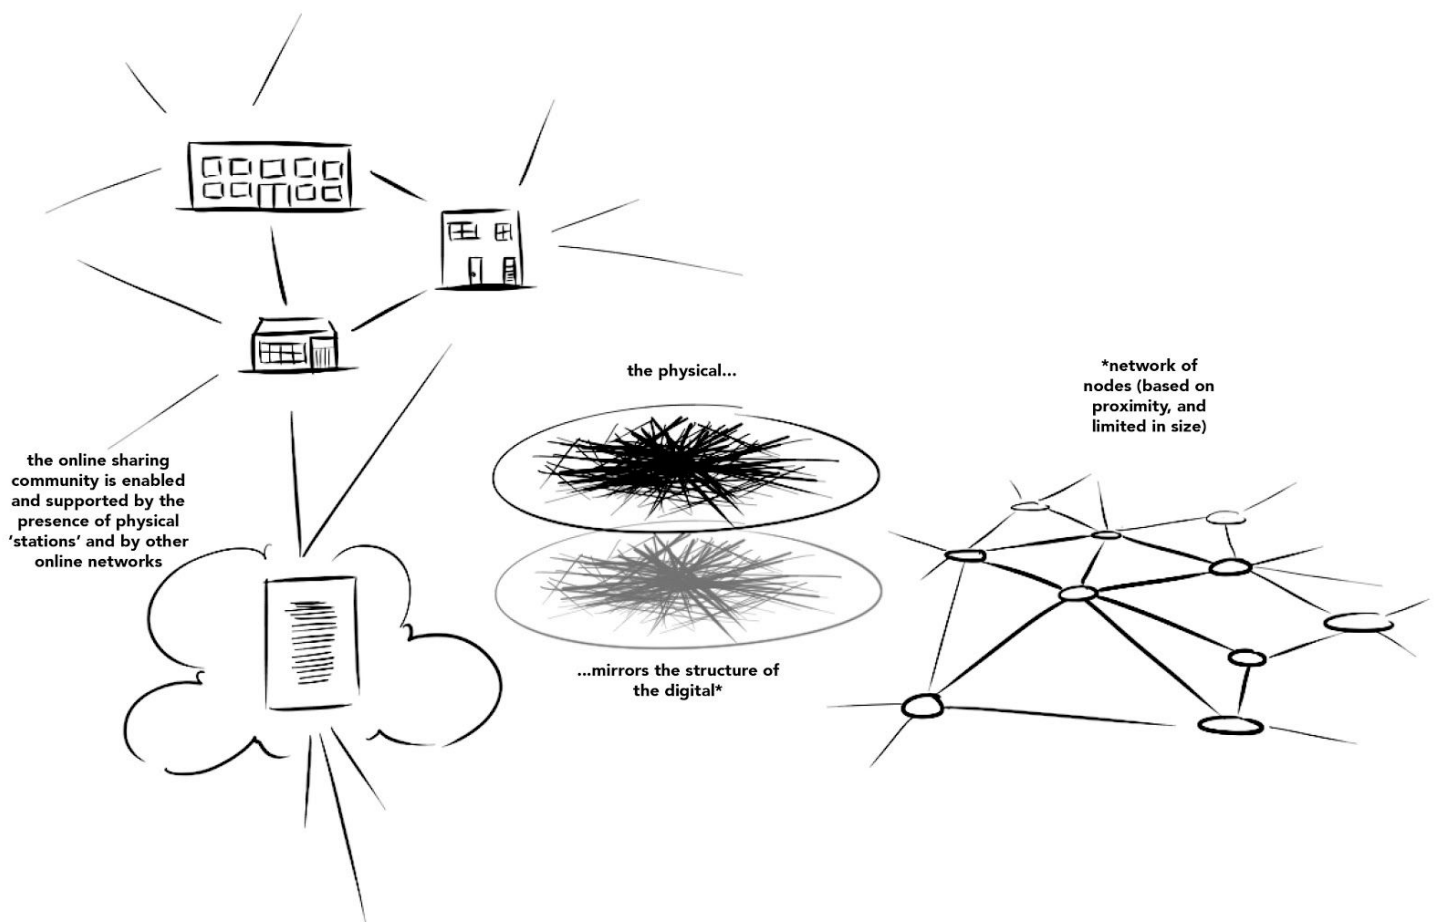 the online sharing
community is enabled
and supported by the
presence of physical
‘stations’ and by other
online networks
the physical...
...mirrors the structure of
the digital*
*network of
nodes (based on
proximity, and
limited in size)